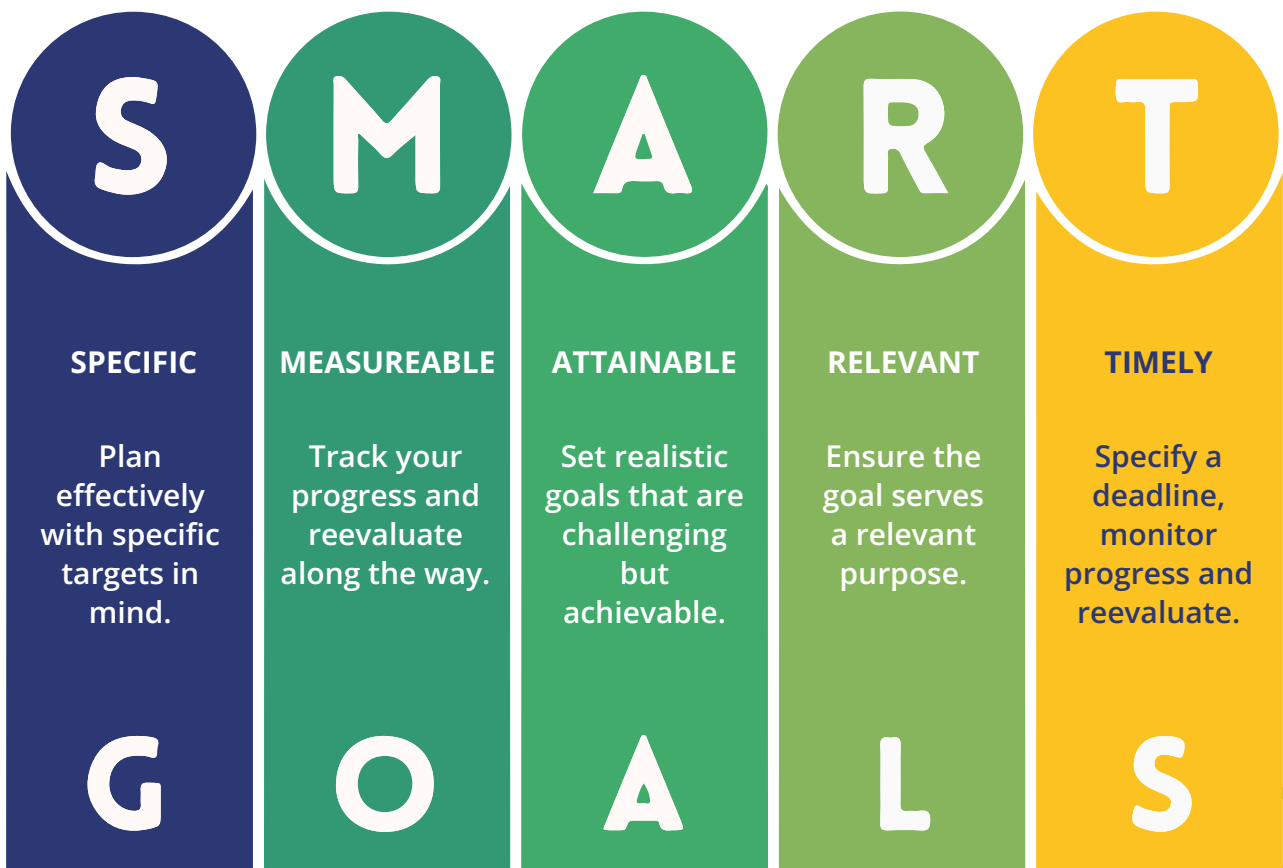 S M A R T
SPECIFIC
Plan
effectively
with specific
targets in
mind.
MEASUREABLE
Track your
progress and
reevaluate
along the way.
ATTAINABLE
Set realistic
goals that are
challenging
but
achievable.
RELEVANT
Ensure the
goal serves
a relevant
purpose.
TIMELY
Specify a
deadline,
monitor
progress and
reevaluate.
G O A L S